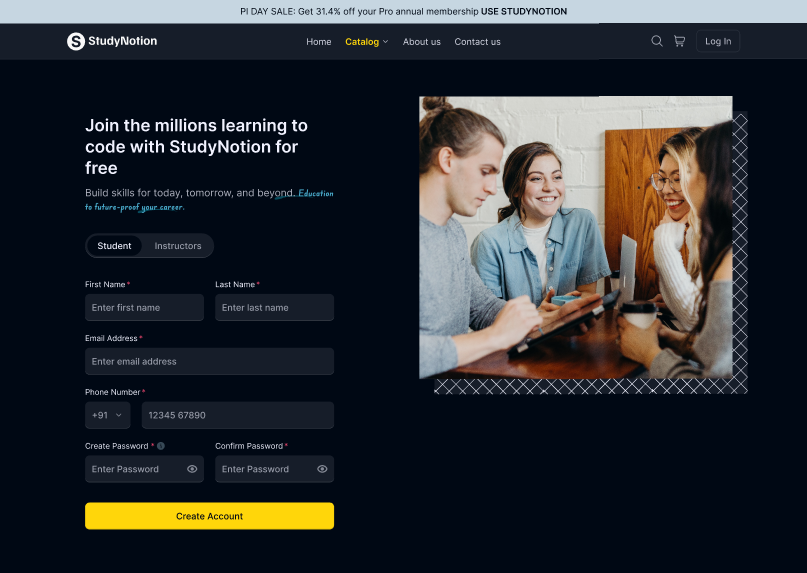 PI DAY SALE: Get 31.4% off your Pro annual membership USE STUDYNOTION
StudyNotion
Home Catalog About us Contact us Log In
Join the millions learning to
code with StudyNotion for
free
Build skills for today, tomorrow, and beyond. Education
to future-proof your career.
Student Instructors
First Name* Last Name*
Enter first name Enter last name
Email Address*
Enter email address
Phone Number*
+91 12345 67890
Create Password * Confirm Password*
Enter Password Enter Password
Create Account